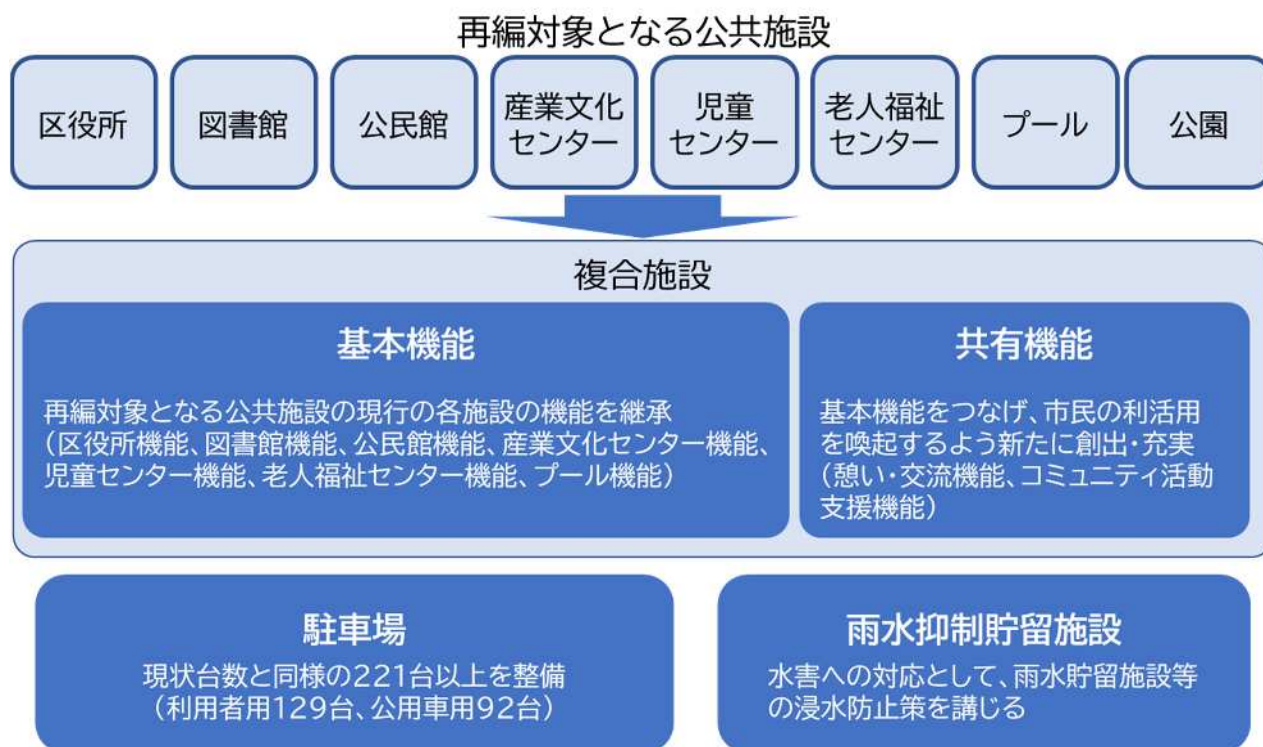 再編対象となる公共施設
区役所
図書館
公民館
産業文化
センター
児童
センター
老人福祉
センター
プール
公園
複合施設
基本機能
再編対象となる公共施設の現行の各施設の機能を継承
（区役所機能、図書館機能、公民館機能、産業文化センター機能、
児童センター機能、老人福祉センター機能、プール機能）
共有機能
基本機能をつなげ、市民の利活用
を喚起するよう新たに創出・充実
（憩い・交流機能、コミュニティ活動
支援機能）
駐車場
現状台数と同様の221台以上を整備
（利用者用129台、公用車用92台）
雨水抑制貯留施設
水害への対応として、雨水貯留施設等
の浸水防止策を講じる